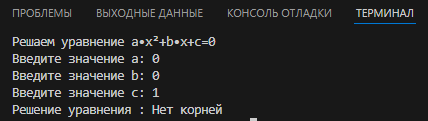 ПРОБЛЕМЫ ВЫХОДНЫЕ ДАННЫЕ КОНСОЛЬ ОТЛАДКИ ТЕРМИНАЛ
Решаем уравнение a•x²+b•x+c=0
Введите значение a: 0
Введите значение b: 0
Введите значение c: 1
Решение уравнения : Нет корней